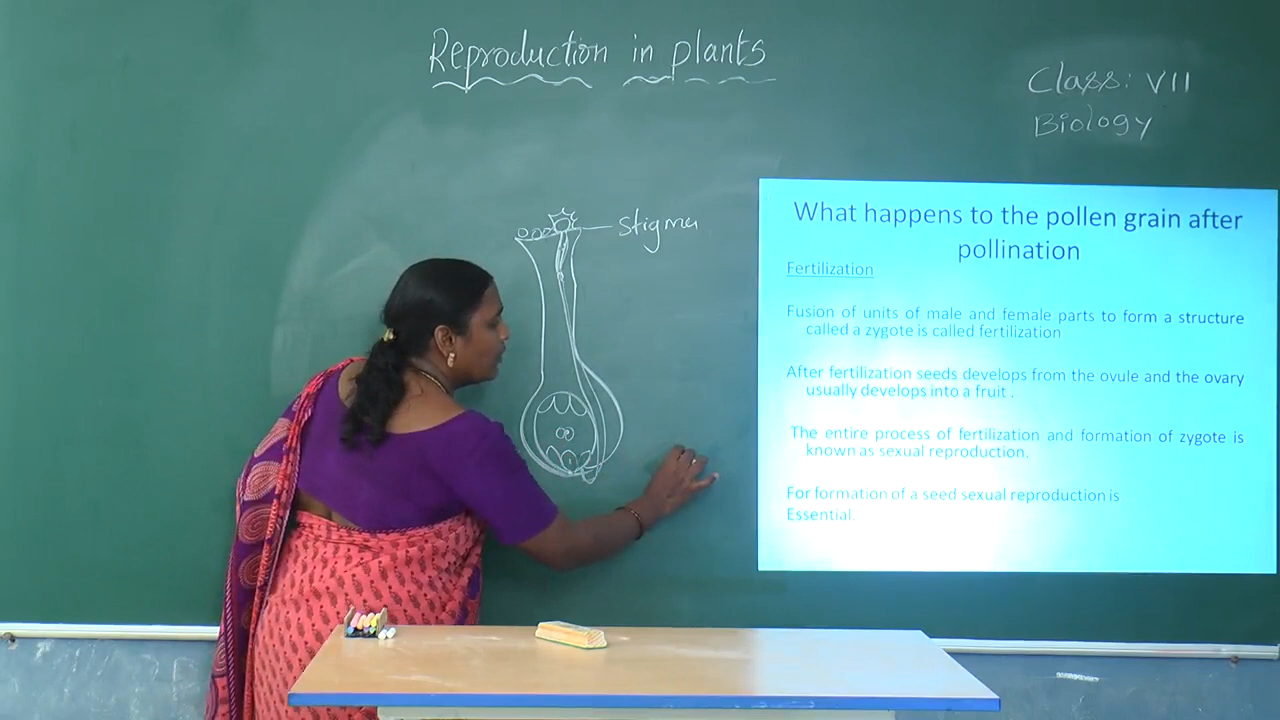 Reproduction in plants
Class: VII
Biology
Stigma
What happens to the pollen grain after
pollination
Fertilization
Fusion of units of male and female parts to form a structure
called a zygote is called fertilization
After fertilization seeds develops from the ovule and the ovary
usually develops into a fruit .
The entire process of fertilization and formation of zygote is
known as sexual reproduction.
For formation of a seed sexual reproduction is
Essential.